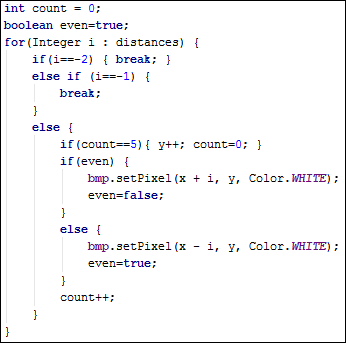 int count = 0;
boolean even=true;
for(Integer i : distances) {
if(i==-2) { break; }
else if (i==-1) {
break;
}
else {
if(count==5){ y++; count=0; }
if(even) {
bmp.setPixel(x + i, y, Color.WHITE);
even=false;
}
else {
bmp.setPixel(x - i, y, Color.WHITE);
even=true;
}
count++;
}
}